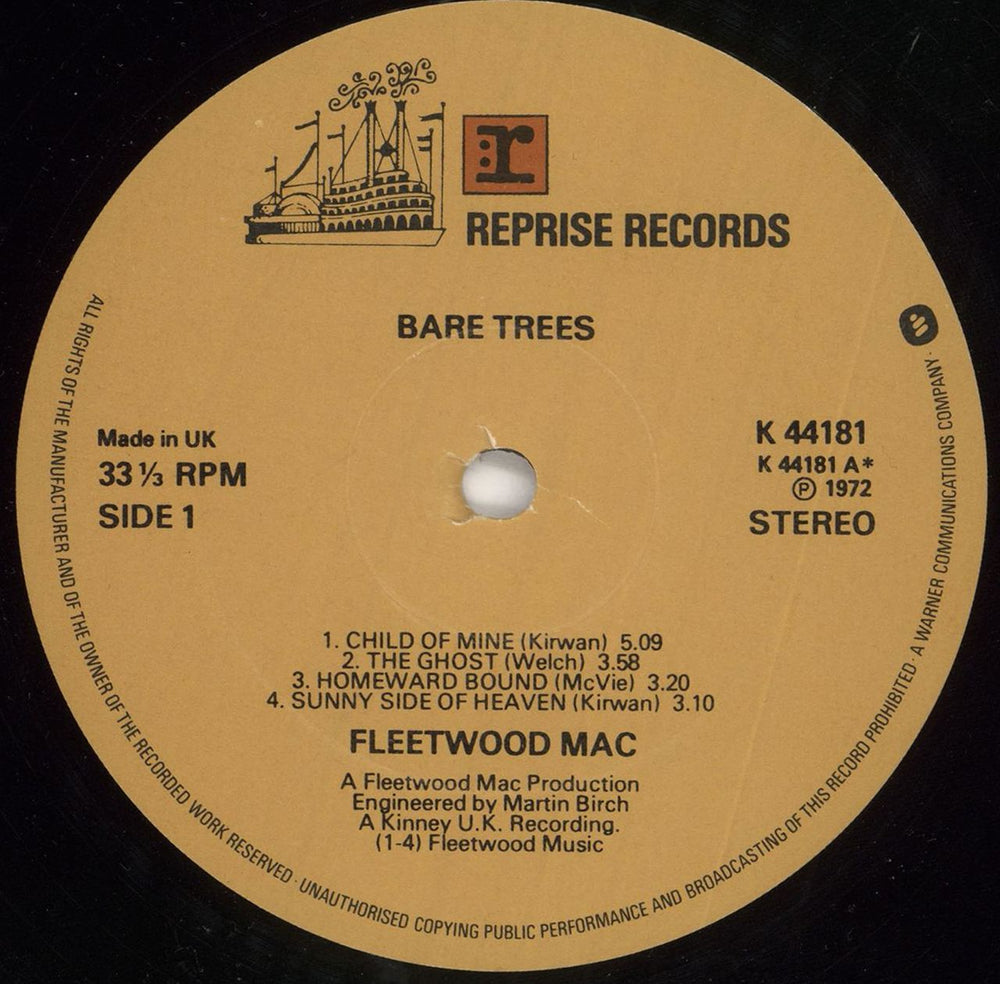 r
REPRISE RECORDS
BARE TREES
Made in UK
33 ⅓ RPM
SIDE 1
K 44181
K 44181 A*
Ⓟ 1972
STEREO
1. CHILD OF MINE (Kirwan) 5.09
2. THE GHOST (Welch) 3.58
3. HOMEWARD BOUND (McVie) 3.20
4. SUNNY SIDE OF HEAVEN (Kirwan) 3.10
FLEETWOOD MAC
A Fleetwood Mac Production
Engineered by Martin Birch
A Kinney U.K. Recording.
(1-4) Fleetwood Music
ALL RIGHTS OF THE MANUFACTURER AND OF THE OWNER OF THE RECORDED WORK RESERVED · UNAUTHORISED COPYING PUBLIC PERFORMANCE AND BROADCASTING OF THIS RECORD PROHIBITED · A WARNER COMMUNICATIONS COMPANY ·